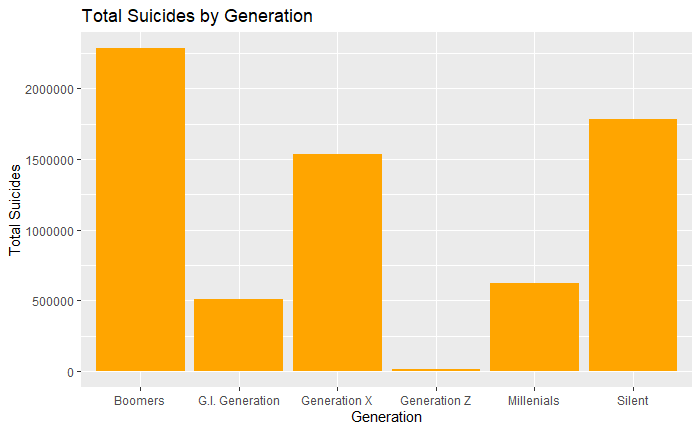 Total Suicides by Generation
Total Suicides
2000000
1500000
1000000
500000
0
Boomers G.I. Generation Generation X Generation Z Millenials Silent
Generation